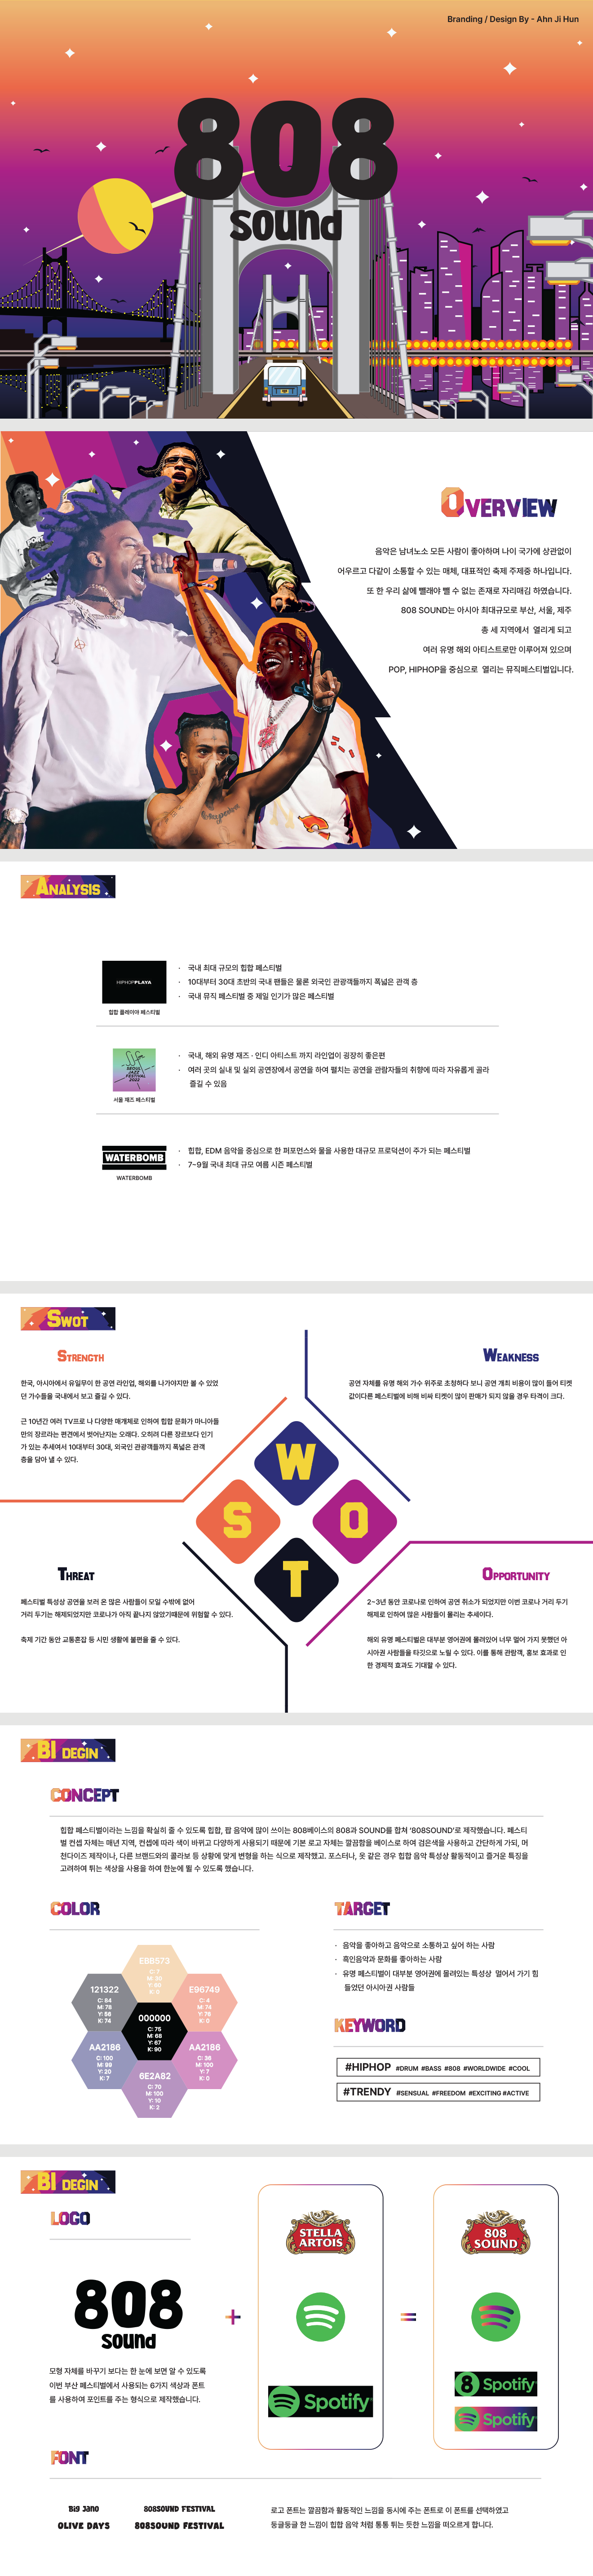 Branding / Design By - Ahn Ji Hun
808
sound
OVERVIEW
음악은 남녀노소 모든 사람이 좋아하며 나이 국가에 상관없이
어우르고 다같이 소통할 수 있는 매체, 대표적인 축제 주제중 하나입니다.
또 한 우리 삶에 뺄래야 뺄 수 없는 존재로 자리매김 하였습니다.
808 SOUND는 아시아 최대규모로 부산, 서울, 제주
총 세 지역에서 열리게 되고
여러 유명 해외 아티스트로만 이루어져 있으며
POP, HIPHOP을 중심으로 열리는 뮤직페스티벌입니다.
ANALYSIS
HIPHOPPLAYA
힙합 플레이야 페스티벌
· 국내 최대 규모의 힙합 페스티벌
· 10대부터 30대 초반의 국내 팬들은 물론 외국인 관광객들까지 폭넓은 관객 층
· 국내 뮤직 페스티벌 중 제일 인기가 많은 페스티벌
SEOUL
JAZZ
FESTIVAL
2022
서울 재즈 페스티벌
· 국내, 해외 유명 재즈 · 인디 아티스트 까지 라인업이 굉장히 좋은편
· 여러 곳의 실내 및 실외 공연장에서 공연을 하여 펼치는 공연을 관람자들의 취향에 따라 자유롭게 골라
즐길 수 있음
WATERBOMB
WATERBOMB
· 힙합, EDM 음악을 중심으로 한 퍼포먼스와 물을 사용한 대규모 프로덕션이 주가 되는 페스티벌
· 7~9월 국내 최대 규모 여름 시즌 페스티벌
SWOT
STRENGTH
한국, 아시아에서 유일무이 한 공연 라인업, 해외를 나가야지만 볼 수 있었
던 가수들을 국내에서 보고 즐길 수 있다.
근 10년간 여러 TV프로 나 다양한 매개체로 인하여 힙합 문화가 마니아들
만의 장르라는 편견에서 벗어난지는 오래다. 오히려 다른 장르보다 인기
가 있는 추세여서 10대부터 30대, 외국인 관광객들까지 폭넓은 관객
층을 담아 낼 수 있다.
WEAKNESS
공연 자체를 유명 해외 가수 위주로 초청하다 보니 공연 개최 비용이 많이 들어 티켓
값이다른 페스티벌에 비해 비싸 티켓이 많이 판매가 되지 않을 경우 타격이 크다.
W
S
O
T
THREAT
페스티벌 특성상 공연을 보러 온 많은 사람들이 모일 수밖에 없어
거리 두기는 해제되었지만 코로나가 아직 끝나지 않았기때문에 위험할 수 있다.
축제 기간 동안 교통혼잡 등 시민 생활에 불편을 줄 수 있다.
OPPORTUNITY
2~3년 동안 코로나로 인하여 공연 취소가 되었지만 이번 코로나 거리 두기
해제로 인하여 많은 사람들이 몰리는 추세이다.
해외 유명 페스티벌은 대부분 영어권에 몰려있어 너무 멀어 가지 못했던 아
시아권 사람들을 타깃으로 노릴 수 있다. 이를 통해 관람객, 홍보 효과로 인
한 경제적 효과도 기대할 수 있다.
BI DEGIN
CONCEPT
힙합 페스티벌이라는 느낌을 확실히 줄 수 있도록 힙합, 팝 음악에 많이 쓰이는 808베이스의 808과 SOUND를 합쳐 '808SOUND'로 제작했습니다. 페스티
벌 컨셉 자체는 매년 지역, 컨셉에 따라 색이 바뀌고 다양하게 사용되기 때문에 기본 로고 자체는 깔끔함을 베이스로 하여 검은색을 사용하고 간단하게 가되, 머
천다이즈 제작이나, 다른 브랜드와의 콜라보 등 상황에 맞게 변형을 하는 식으로 제작했고. 포스터나, 옷 같은 경우 힙합 음악 특성상 활동적이고 즐거운 특징을
고려하여 튀는 색상을 사용을 하여 한눈에 띌 수 있도록 했습니다.
COLOR
EBB573
121322
C: 84
M: 78
Y: 56
K: 74
E96749
C: 4
M: 74
Y: 76
K: 0
000000
C: 75
M: 68
Y: 67
K: 90
AA2186
C: 100
M: 99
Y: 20
K: 7
AA2186
C: 38
M: 100
Y: 7
K: 0
6E2A82
C: 70
M: 100
Y: 10
K: 2
TARGET
· 음악을 좋아하고 음악으로 소통하고 싶어 하는 사람
· 흑인음악과 문화를 좋아하는 사람
· 유명 페스티벌이 대부분 영어권에 몰려있는 특성상 멀어서 가기 힘
들었던 아시아권 사람들
KEYWORD
#HIPHOP #DRUM #BASS #808 #WORLDWIDE #COOL
#TRENDY #SENSUAL #FREEDOM #EXCITING #ACTIVE
BI DEGIN
LOGO
808
sound
모형 자체를 바꾸기 보다는 한 눈에 보면 알 수 있도록
이번 부산 페스티벌에서 사용되는 6가지 색상과 폰트
를 사용하여 포인트를 주는 형식으로 제작했습니다.
+
STELLA
ARTOIS
Spotify
=
808
SOUND
8 Spotify
Spotify
FONT
Big Jano
OLIVE DAYS
808SOUND FESTIVAL
808SOUND FESTIVAL
로고 폰트는 깔끔함과 활동적인 느낌을 동시에 주는 폰트로 이 폰트를 선택하였고
둥글둥글 한 느낌이 힙합 음악 처럼 통통 튀는 듯한 느낌을 떠오르게 합니다.